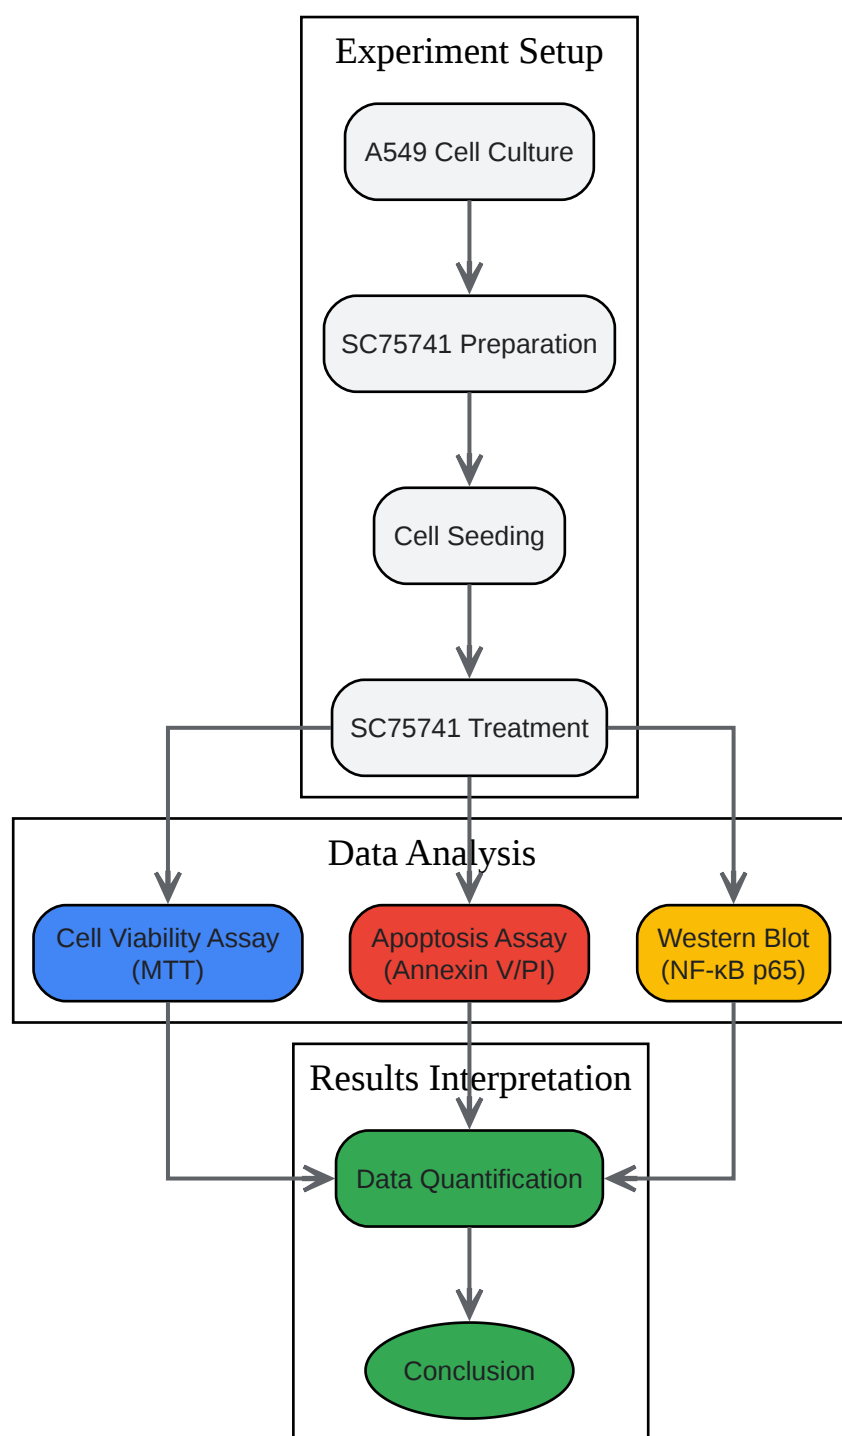 Experiment Setup
A549 Cell Culture
SC75741 Preparation
Cell Seeding
SC75741 Treatment
Data Analysis
Cell Viability Assay
(MTT)
Apoptosis Assay
(Annexin V/PI)
Western Blot
(NF-κB p65)
Results Interpretation
Data Quantification
Conclusion